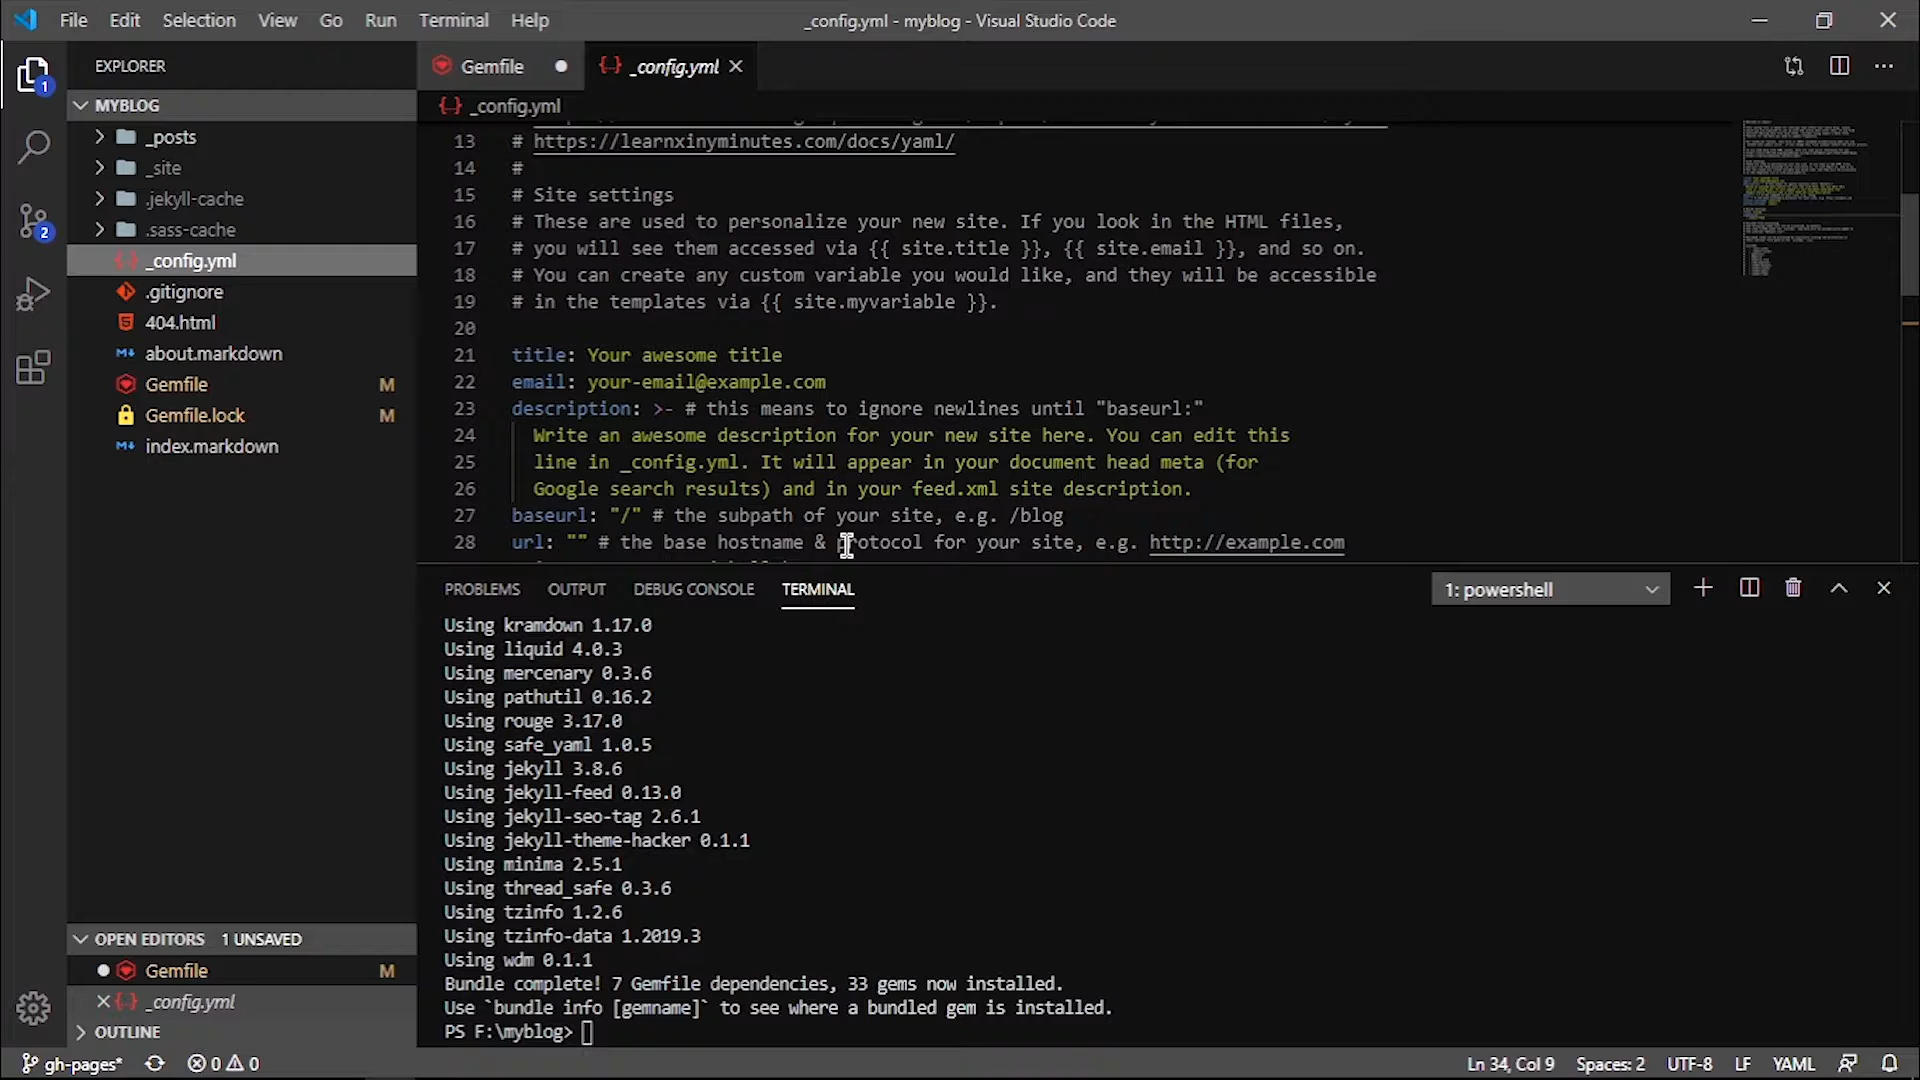 File Edit Selection View Go Run Terminal Help
_config.yml - myblog - Visual Studio Code
EXPLORER
MYBLOG
_posts
_site
.jekyll-cache
.sass-cache
_config.yml
.gitignore
404.html
about.markdown
Gemfile M
Gemfile.lock M
index.markdown
OPEN EDITORS 1 UNSAVED
Gemfile M
_config.yml
OUTLINE
1
2
Gemfile
_config.yml
_config.yml
13 # https://learnxinyminutes.com/docs/yaml/
14 #
15 # Site settings
16 # These are used to personalize your new site. If you look in the HTML files,
17 # you will see them accessed via {{ site.title }}, {{ site.email }}, and so on.
18 # You can create any custom variable you would like, and they will be accessible
19 # in the templates via {{ site.myvariable }}.
20
21 title: Your awesome title
22 email: your-email@example.com
23 description: >- # this means to ignore newlines until "baseurl:"
24 Write an awesome description for your new site here. You can edit this
25 line in _config.yml. It will appear in your document head meta (for
26 Google search results) and in your feed.xml site description.
27 baseurl: "/" # the subpath of your site, e.g. /blog
28 url: "" # the base hostname & protocol for your site, e.g. http://example.com
PROBLEMS OUTPUT DEBUG CONSOLE TERMINAL
1: powershell
Using kramdown 1.17.0
Using liquid 4.0.3
Using mercenary 0.3.6
Using pathutil 0.16.2
Using rouge 3.17.0
Using safe_yaml 1.0.5
Using jekyll 3.8.6
Using jekyll-feed 0.13.0
Using jekyll-seo-tag 2.6.1
Using jekyll-theme-hacker 0.1.1
Using minima 2.5.1
Using thread_safe 0.3.6
Using tzinfo 1.2.6
Using tzinfo-data 1.2019.3
Using wdm 0.1.1
Bundle complete! 7 Gemfile dependencies, 33 gems now installed.
Use `bundle info [gemname]` to see where a bundled gem is installed.
PS F:\myblog>
gh-pages* 0 0
Ln 34, Col 9 Spaces: 2 UTF-8 LF YAML